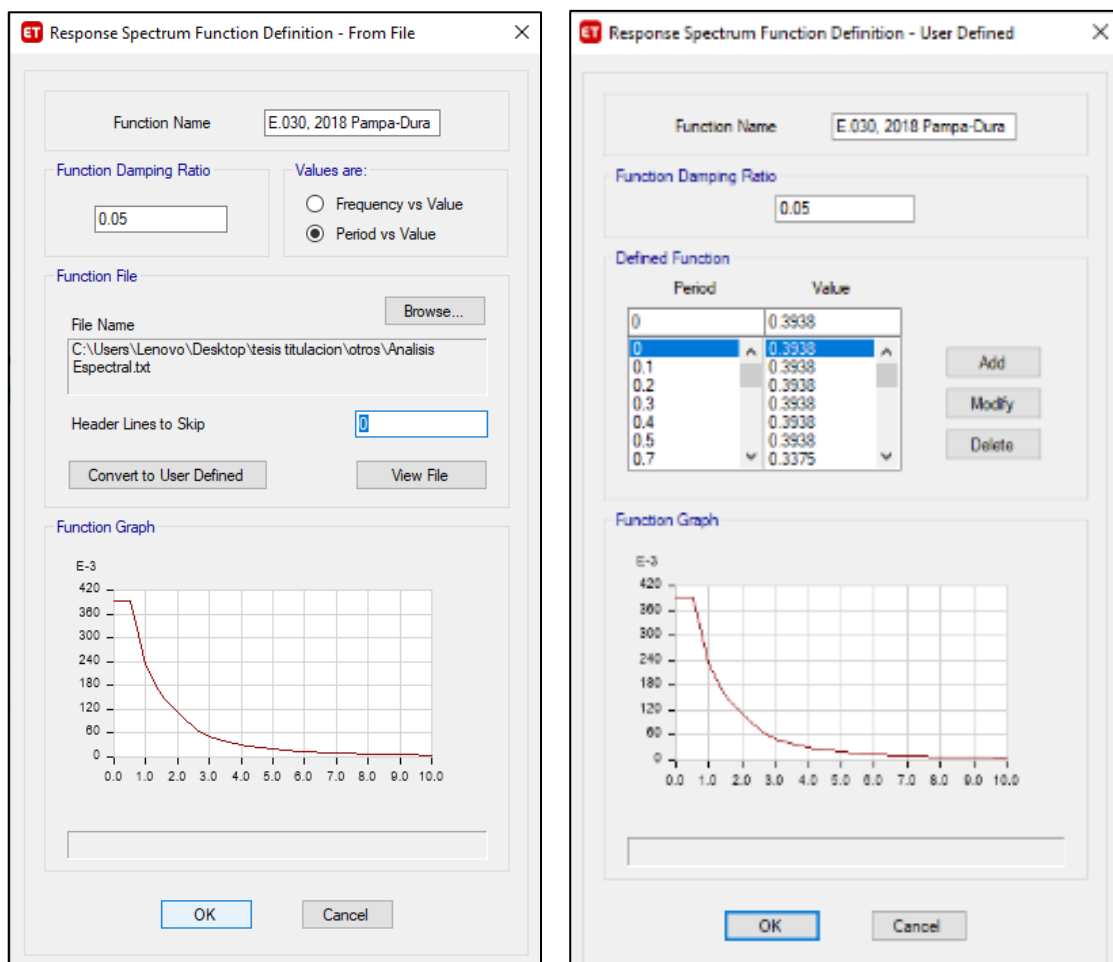 ET Response Spectrum Function Definition - From File
Function Name E.030, 2018 Pampa-Dura
Function Damping Ratio
0.05
Values are:
Frequency vs Value
Period vs Value
Function File
Browse...
File Name
C:\Users\Lenovo\Desktop\tesis titulacion\otros\Analisis
Espectral.txt
Header Lines to Skip 0
Convert to User Defined View File
Function Graph
E-3
420
360
300
240
180
120
60
0
0.0 1.0 2.0 3.0 4.0 5.0 6.0 7.0 8.0 9.0 10.0
OK Cancel
ET Response Spectrum Function Definition - User Defined
Function Name E.030, 2018 Pampa-Dura
Function Damping Ratio
0.05
Defined Function
Period Value
0 0.3938
0 0.3938
0.1 0.3938
0.2 0.3938
0.3 0.3938
0.4 0.3938
0.5 0.3938
0.7 0.3375
Add
Modify
Delete
Function Graph
E-3
420
360
300
240
180
120
60
0
0.0 1.0 2.0 3.0 4.0 5.0 6.0 7.0 8.0 9.0 10.0
OK Cancel